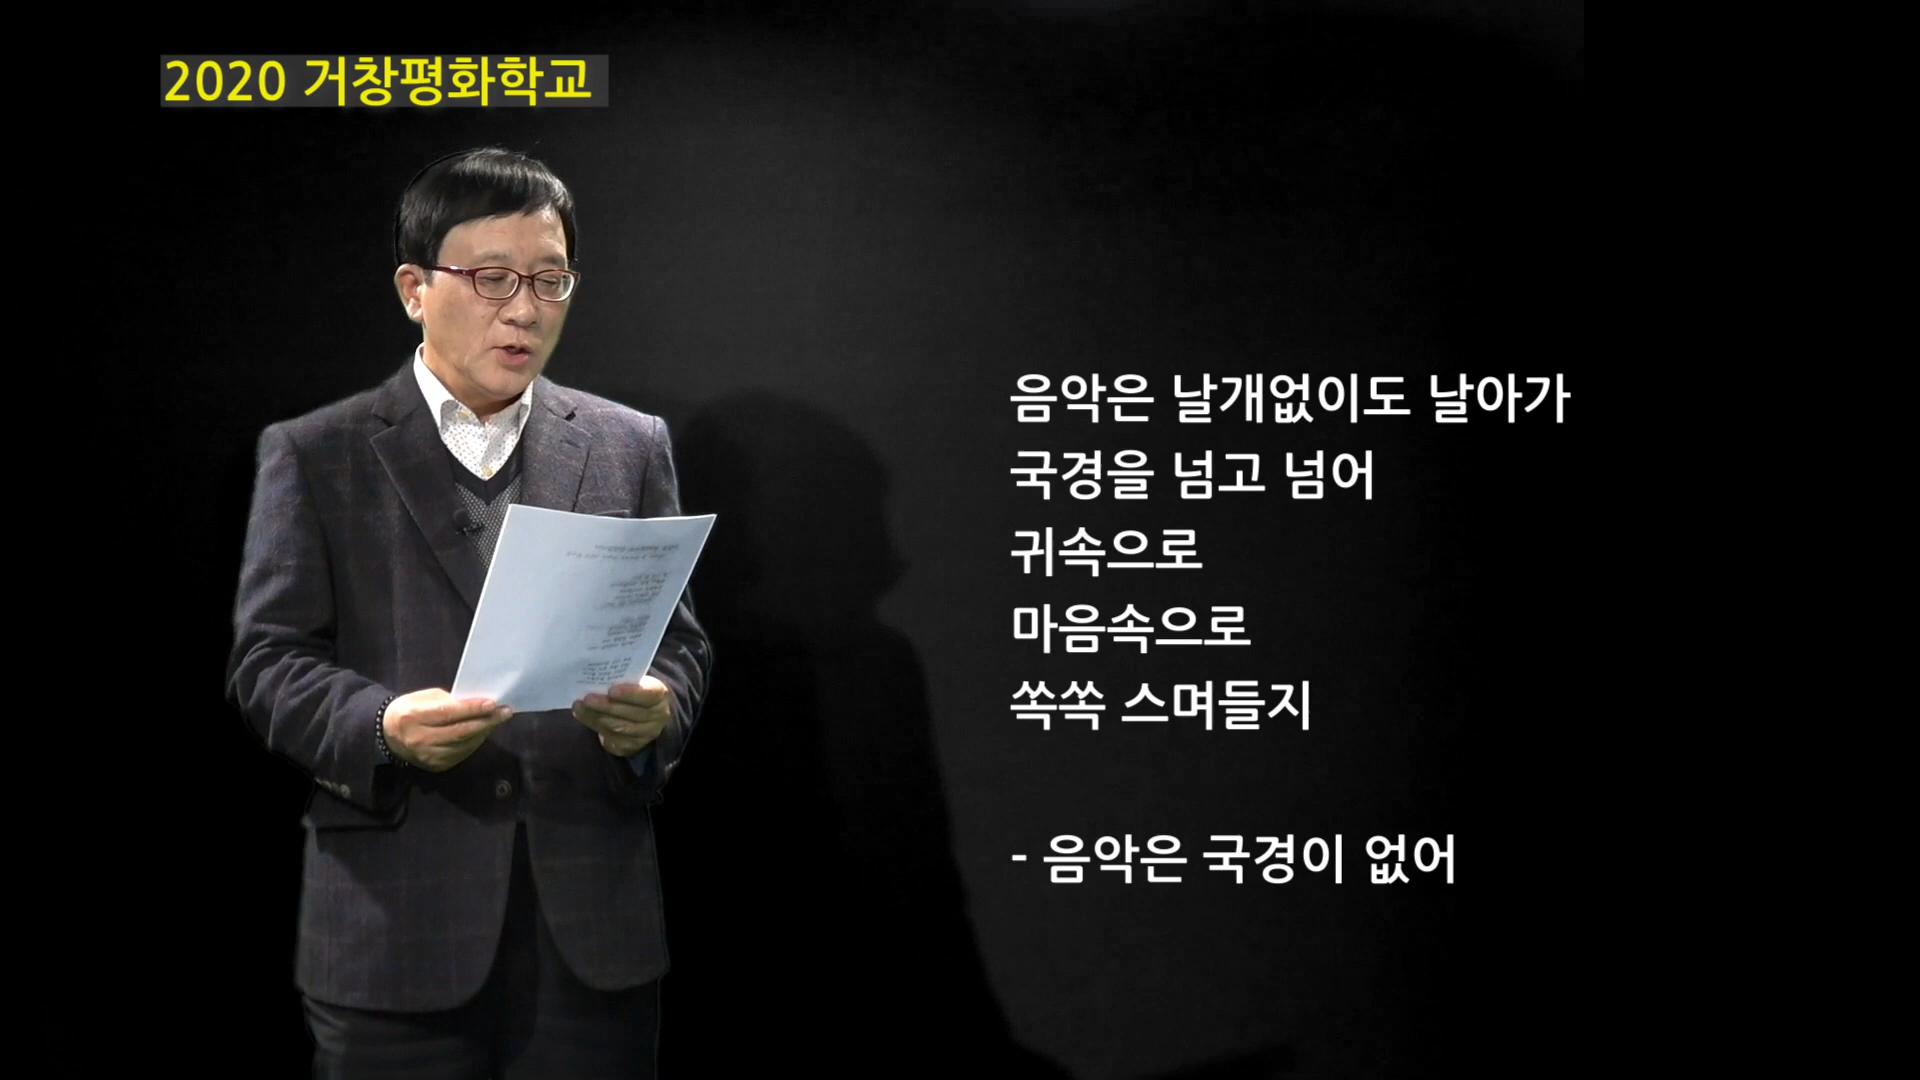 2020 거창평화학교
음악은 날개없이도 날아가
국경을 넘고 넘어
귀속으로
마음속으로
쏙쏙 스며들지
- 음악은 국경이 없어